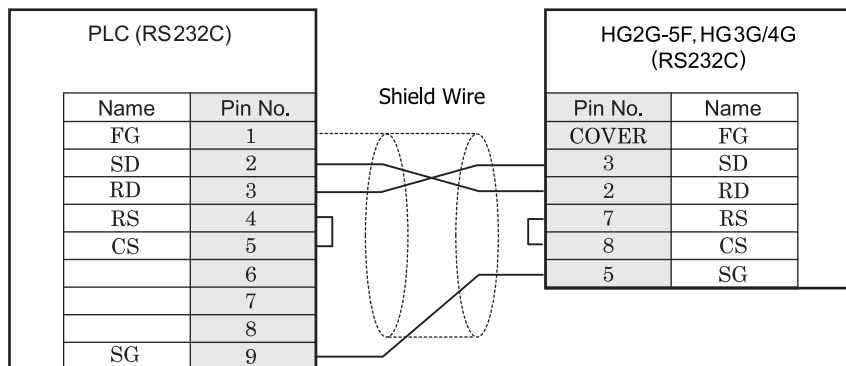 PLC (RS232C)
HG2G-5F, HG3G/4G
(RS232C)
Shield Wire
Name Pin No.
FG 1
SD 2
RD 3
RS 4
CS 5
6
7
8
SG 9
Pin No. Name
COVER FG
3 SD
2 RD
7 RS
8 CS
5 SG